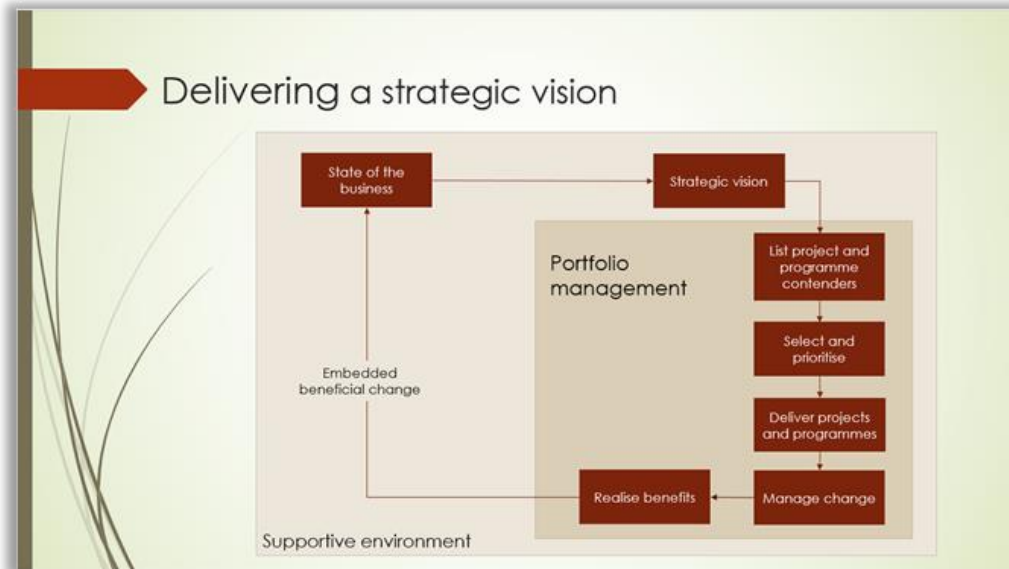 Delivering a strategic vision
State of the
business
Strategic vision
Portfolio
management
List project and
programme
contenders
Select and
prioritise
Deliver projects
and programmes
Manage change
Realise benefits
Embedded
beneficial change
Supportive environment